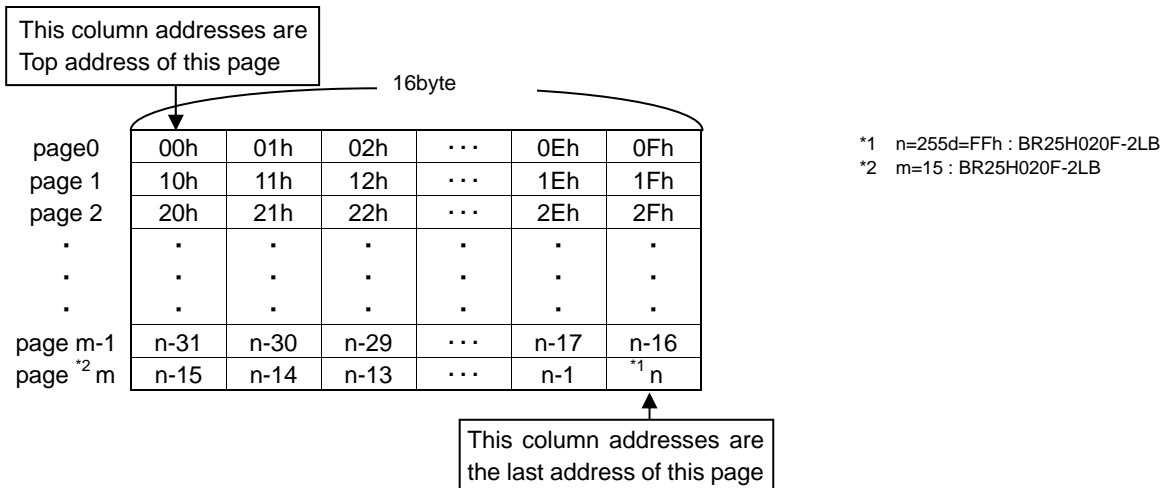 This column addresses are
Top address of this page
16byte
page0 00h 01h 02h ··· 0Eh 0Fh
page 1 10h 11h 12h ··· 1Eh 1Fh
page 2 20h 21h 22h ··· 2Eh 2Fh
· · · · · · ·
· · · · · · ·
· · · · · · ·
page m-1 n-31 n-30 n-29 ··· n-17 n-16
page *2 m n-15 n-14 n-13 ··· n-1 *1 n
This column addresses are
the last address of this page
*1 n=255d=FFh : BR25H020F-2LB
*2 m=15 : BR25H020F-2LB